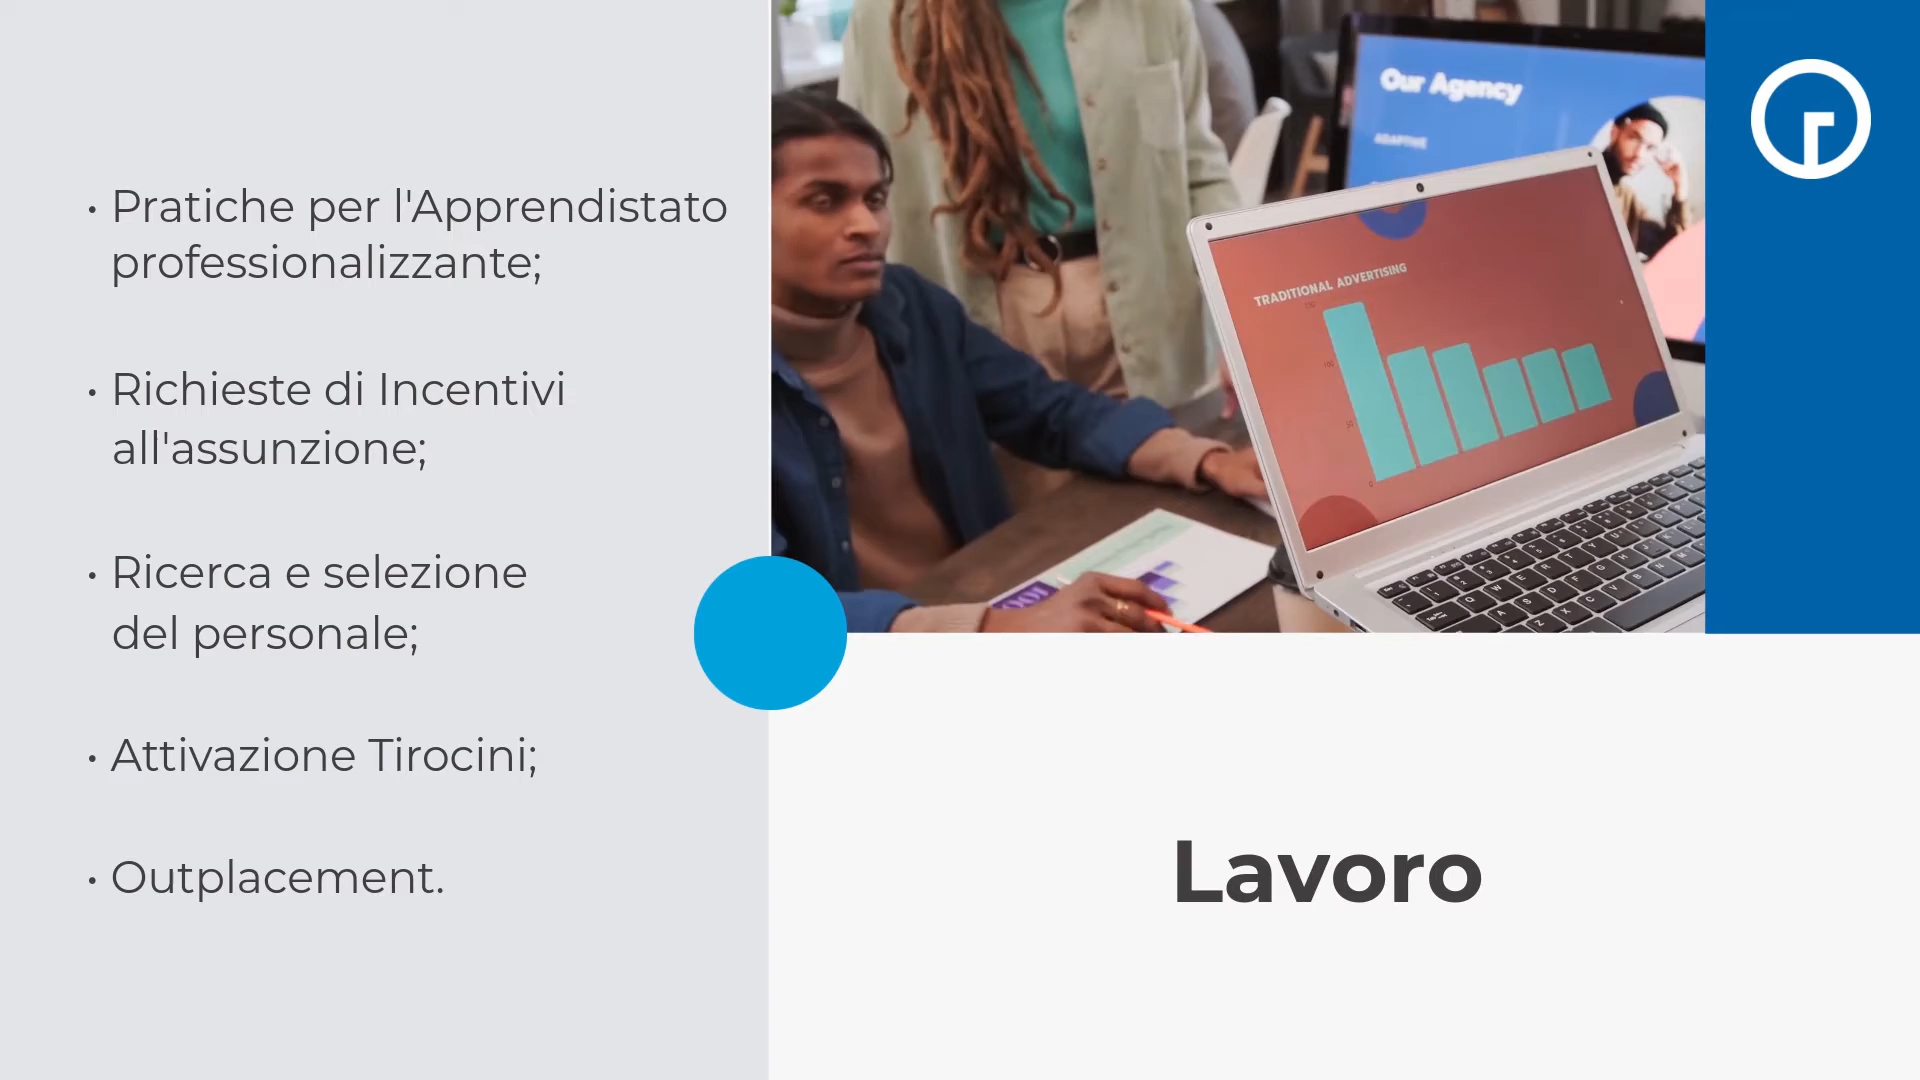 • Pratiche per l'Apprendistato
professionalizzante;
• Richieste di Incentivi
all'assunzione;
• Ricerca e selezione
del personale;
• Attivazione Tirocini;
• Outplacement.
Our Agency
ADAPTIVE
TRADITIONAL ADVERTISING
Lavoro